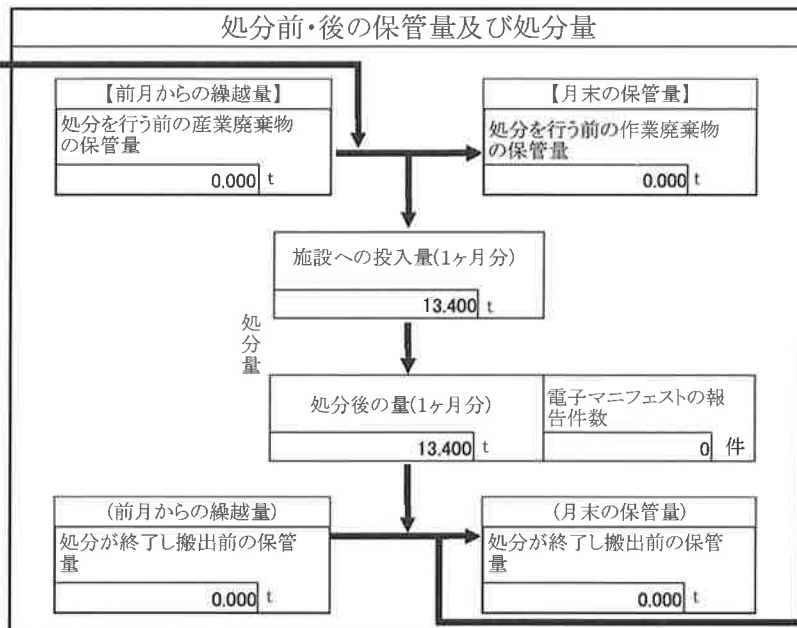 処分前・後の保管量及び処分量
【前月からの繰越量】
処分を行う前の産業廃棄物
の保管量
0.000 t
【月末の保管量】
処分を行う前の作業廃棄物
の保管量
0.000 t
施設への投入量(1ヶ月分)
13.400 t
処分量
処分後の量(1ヶ月分)
13.400 t
電子マニフェストの報
告件数
0 件
(前月からの繰越量)
処分が終了し搬出前の保管
量
0.000 t
(月末の保管量)
処分が終了し搬出前の保管
量
0.000 t